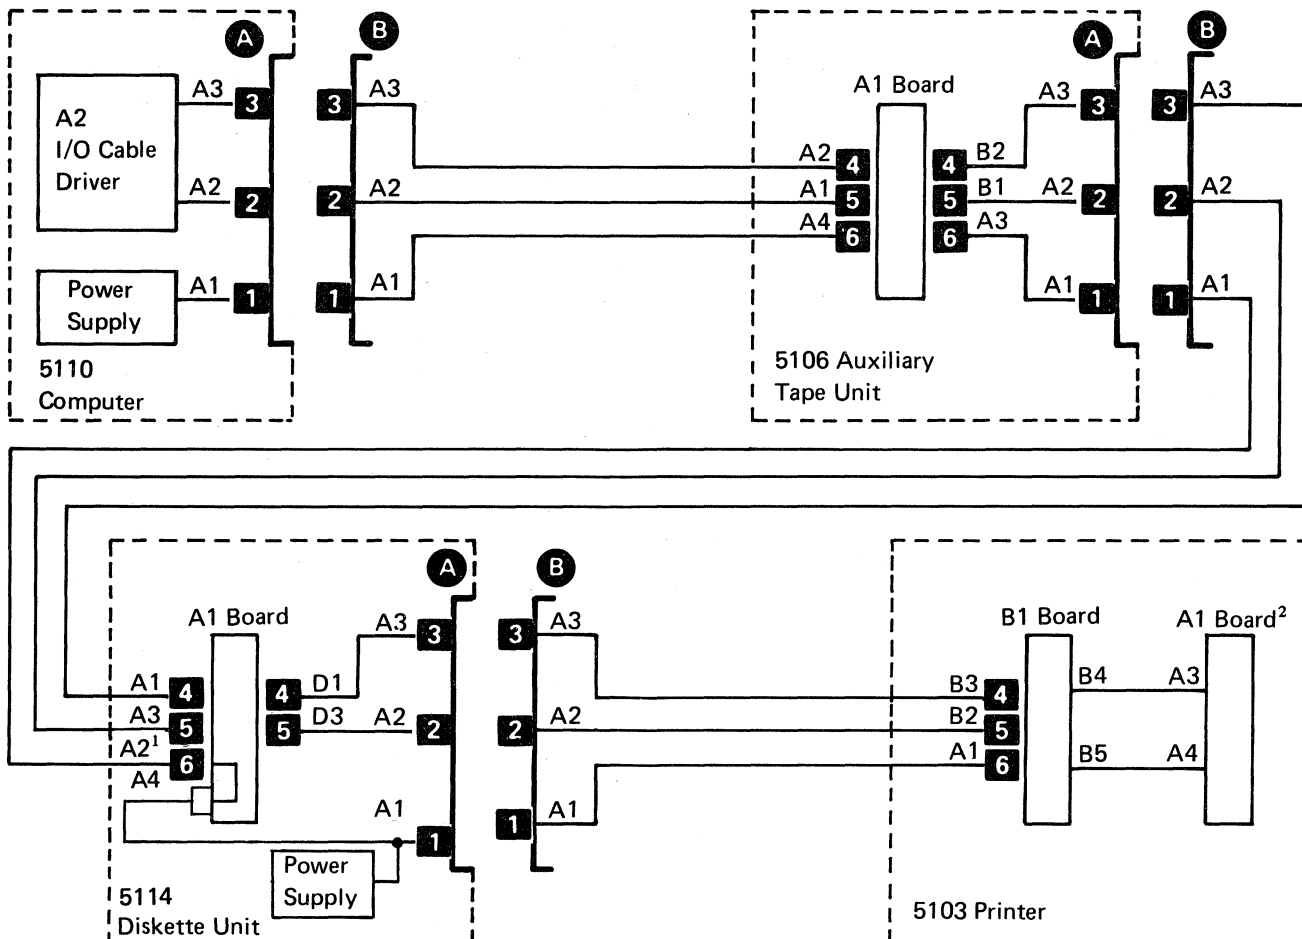 A B
A3 3 3 A3
A2
I/O Cable
Driver
A2 2 2 A2
Power
Supply
A1 1 1 A1
5110
Computer
A1 Board
A B
A2 4 4 B2 A3 3 3 A3
A1 5 5 B1 A2 2 2 A2
A4 6 6 A3 A1 1 1 A1
5106 Auxiliary
Tape Unit
A B
A1 Board
A1 4 4 D1 A3 3 3 A3
A3 5 5 D3 A2 2 2 A2
A2¹ 6
A4
A1 1 1 A1
Power
Supply
5114
Diskette Unit
B1 Board A1 Board²
B3 4 B4 A3
B2 5
A1 6 B5 A4
5103 Printer